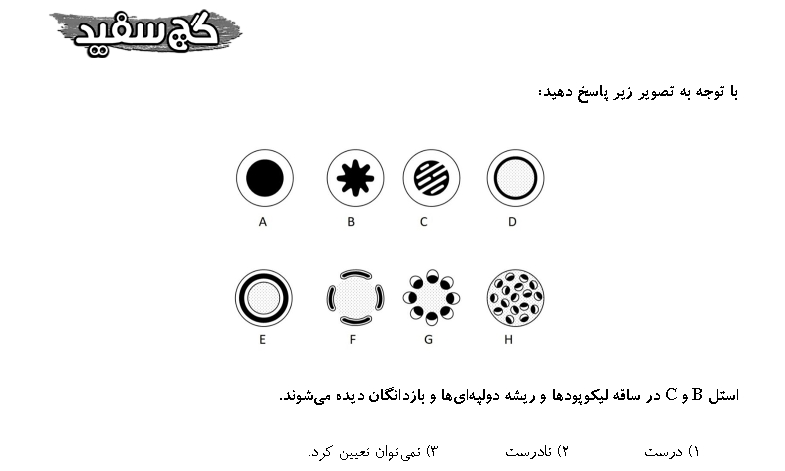 گچ سفید
با توجه به تصویر زیر پاسخ دهید:
A B C D
E F G H
استل B و C در ساقه لیکوپودها و ریشه دولپه‌ای‌ها و بازدانگان دیده می‌شوند.
۱) درست ۲) نادرست ۳) نمی‌توان تعیین کرد.